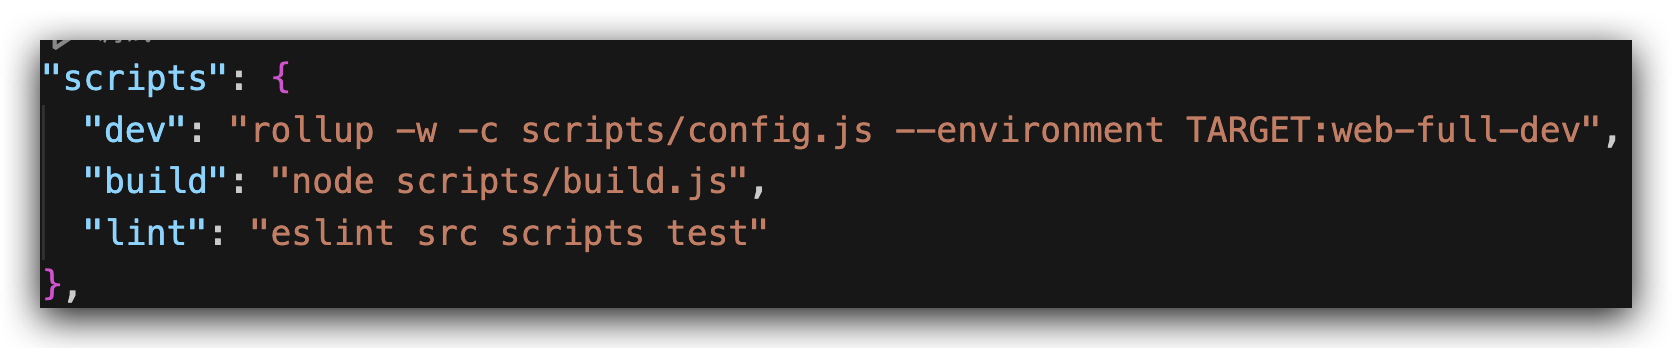 "scripts": {
"dev": "rollup -w -c scripts/config.js --environment TARGET:web-full-dev",
"build": "node scripts/build.js",
"lint": "eslint src scripts test"
},